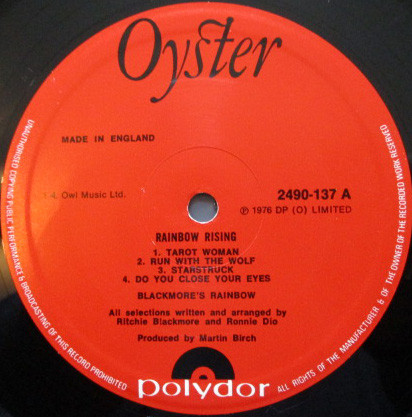 Oyster
MADE IN ENGLAND
1-4 Owl Music Ltd.
2490-137 A
℗ 1976 DP (O) LIMITED
RAINBOW RISING
1. TAROT WOMAN
2. RUN WITH THE WOLF
3. STARSTRUCK
4. DO YOU CLOSE YOUR EYES
BLACKMORE'S RAINBOW
All selections written and arranged by
Ritchie Blackmore and Ronnie Dio
Produced by Martin Birch
polydor
UNAUTHORISED COPYING PUBLIC PERFORMANCE & BROADCASTING OF THIS RECORD PROHIBITED
ALL RIGHTS OF THE MANUFACTURER & OF THE OWNER OF THE RECORDED WORK RESERVED